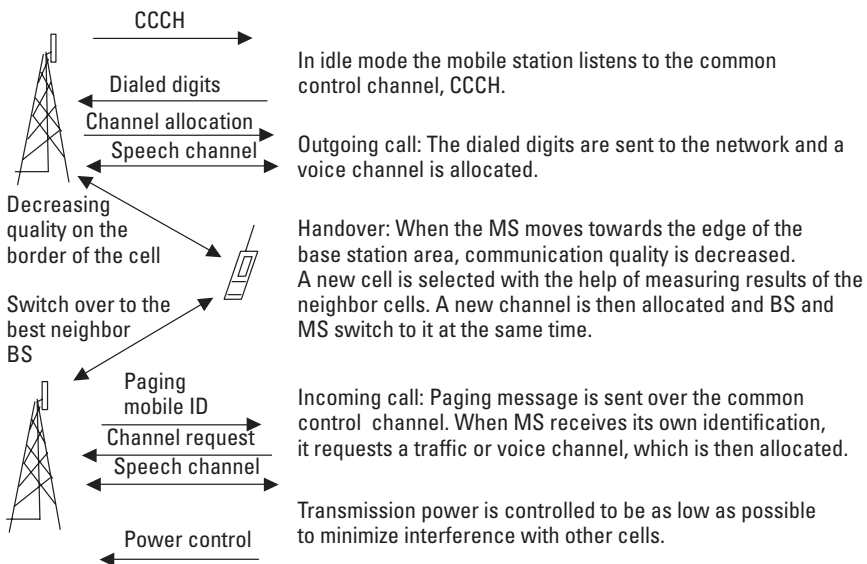 CCCH
In idle mode the mobile station listens to the common
control channel, CCCH.
Dialed digits
Channel allocation
Speech channel
Outgoing call: The dialed digits are sent to the network and a
voice channel is allocated.
Decreasing
quality on the
border of the cell
Handover: When the MS moves towards the edge of the
base station area, communication quality is decreased.
A new cell is selected with the help of measuring results of the
neighbor cells. A new channel is then allocated and BS and
MS switch to it at the same time.
Switch over to the
best neighbor
BS
Paging
mobile ID
Channel request
Speech channel
Incoming call: Paging message is sent over the common
control channel. When MS receives its own identification,
it requests a traffic or voice channel, which is then allocated.
Transmission power is controlled to be as low as possible
to minimize interference with other cells.
Power control